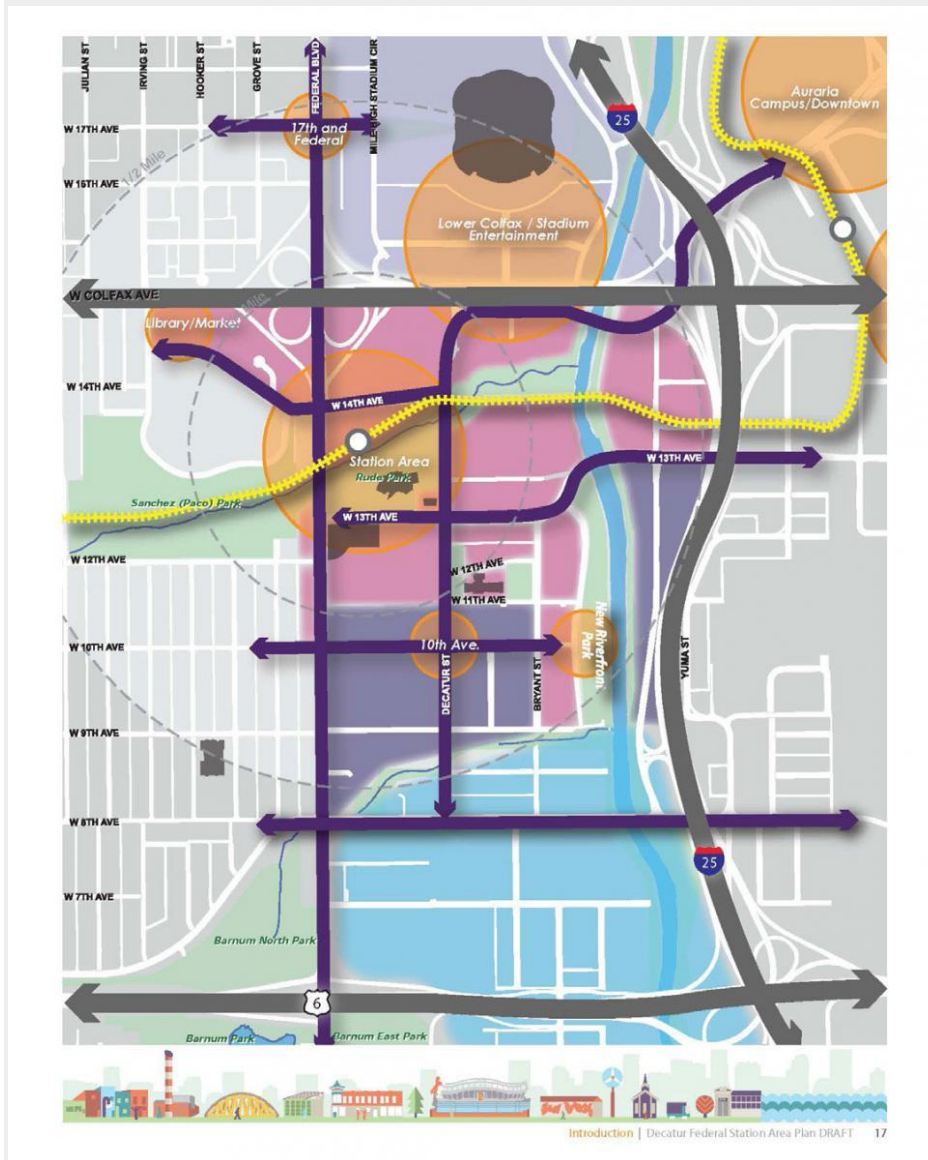 JULIAN ST
IRVING ST
HOOKER ST
GROVE ST
FEDERAL BLVD
MILE HIGH STADIUM CIR
25
Auraria
Campus/Downtown
W 17TH AVE
17th and
Federal
1/2 Mile
W 16TH AVE
Lower Colfax / Stadium
Entertainment
W COLFAX AVE
Mile
Library/Market
W 14TH AVE
W 14TH AVE
Station Area
Rude Park
W 13TH AVE
Sanchez (Paco) Park
W 13TH AVE
W 12TH AVE
W 12TH AVE
W 11TH AVE
New Riverfront
Park
W 10TH AVE
10th Ave.
DECATUR ST
BRYANT ST
YUMA ST
W 9TH AVE
W 8TH AVE
25
W 7TH AVE
Barnum North Park
6
Barnum Park
Barnum East Park
Introduction | Decatur Federal Station Area Plan DRAFT 17